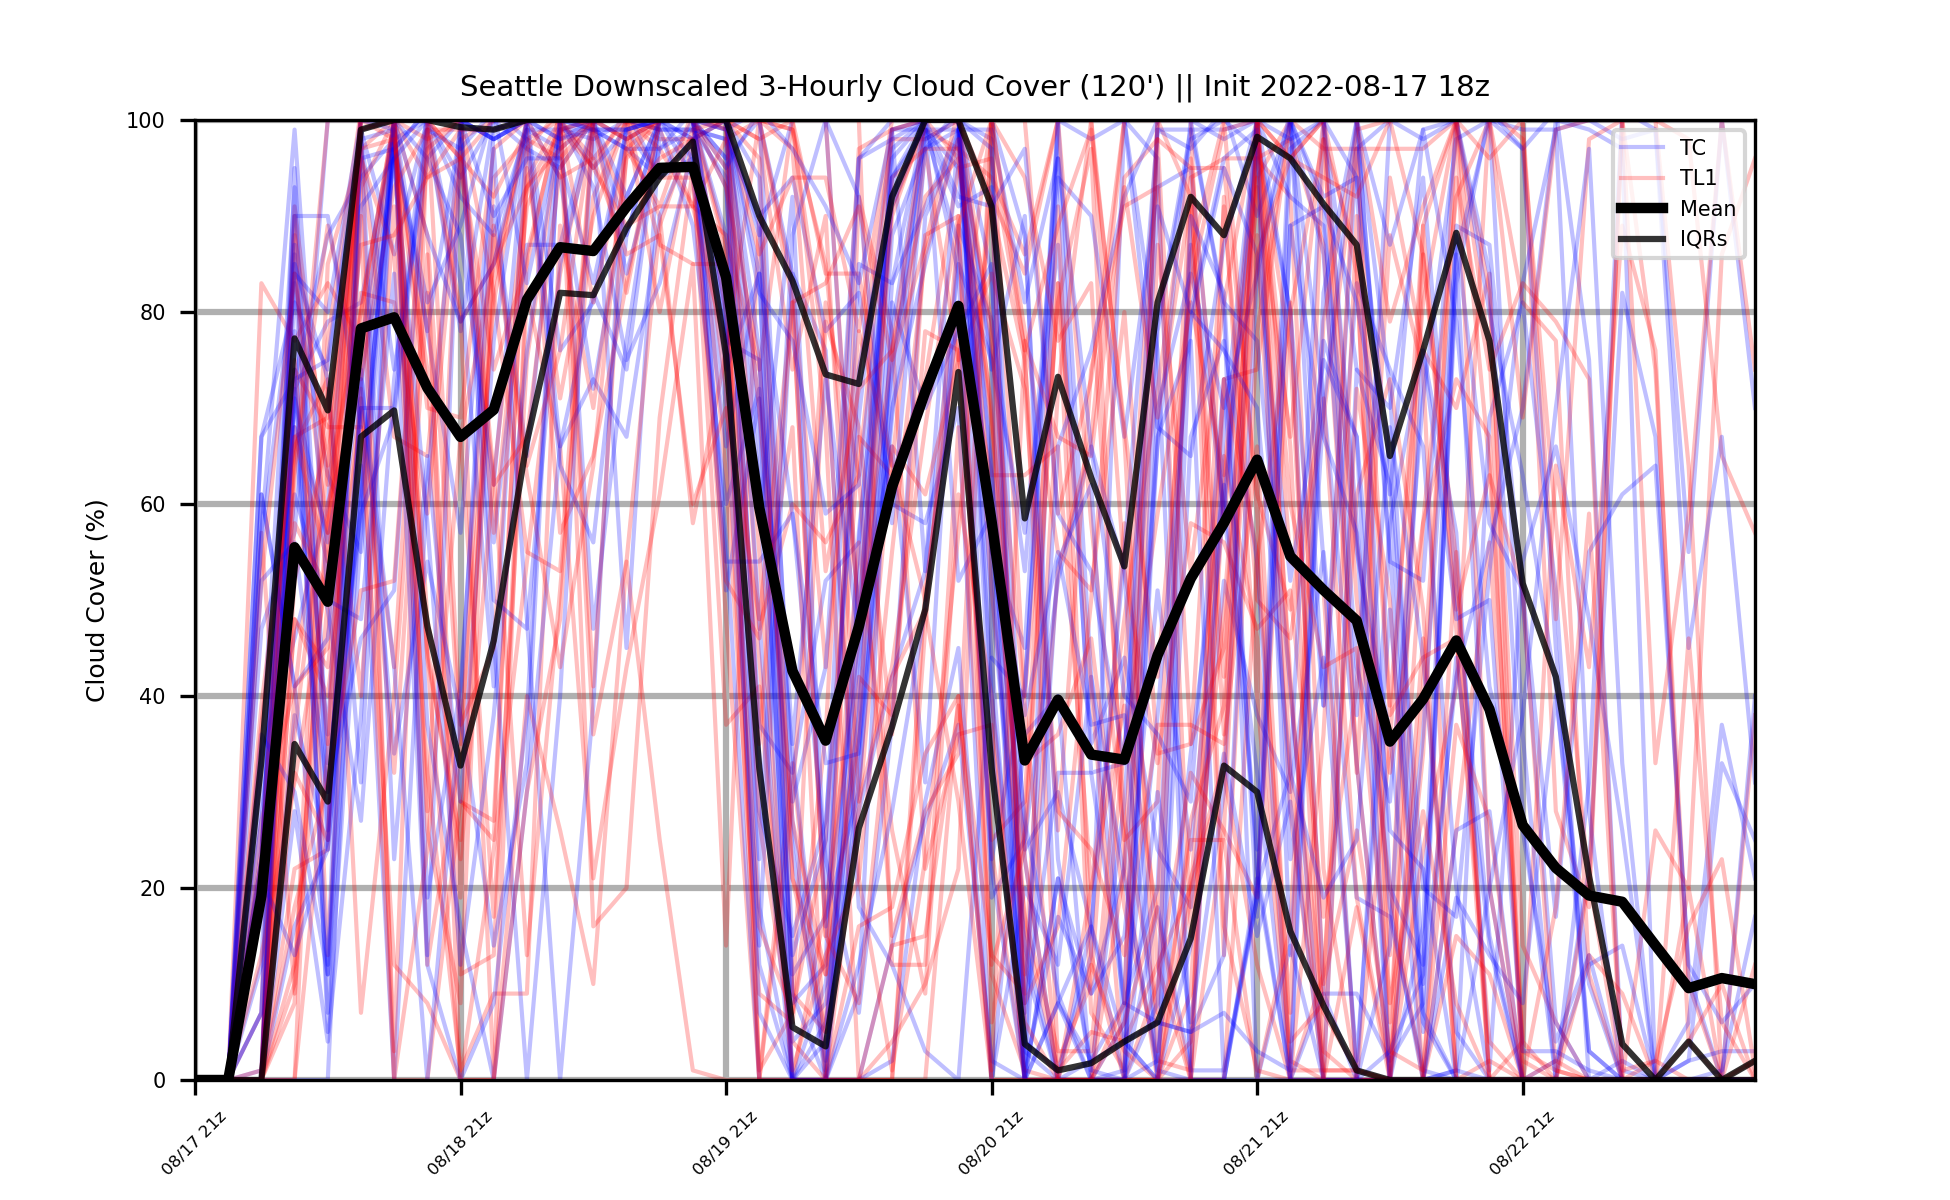 Seattle Downscaled 3-Hourly Cloud Cover (120') || Init 2022-08-17 18z
Cloud Cover (%)
100
80
60
40
20
0
TC
TL1
Mean
IQRs
08/17 21z
08/18 21z
08/19 21z
08/20 21z
08/21 21z
08/22 21z